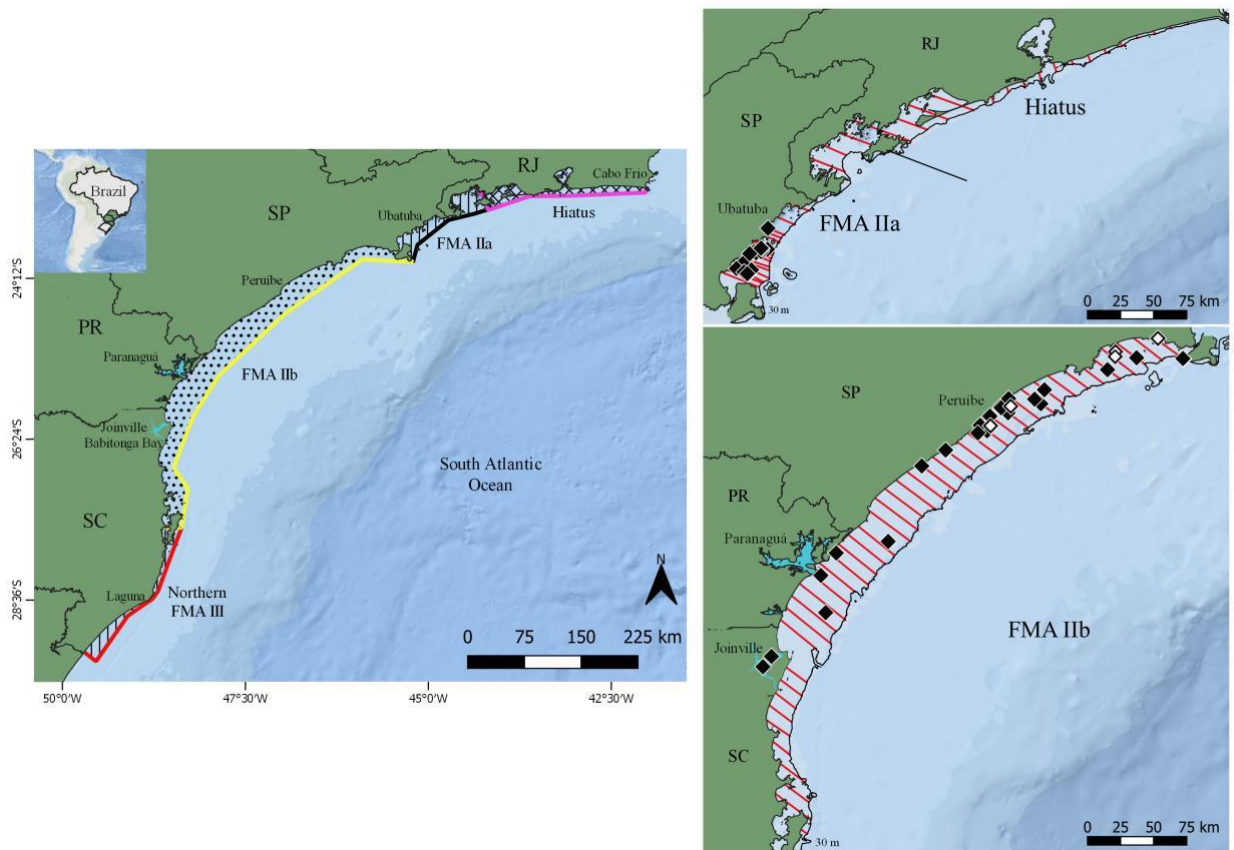 Brazil
RJ
Cabo Frio
SP
Ubatuba
Hiatus
FMA IIa
24°12'
Peruíbe
PR
Paranaguá
FMA IIb
Joinville
Babitonga Bay
26°24'
South Atlantic
Ocean
SC
N
Laguna
Northern
FMA III
28°36'
0 75 150 225 km
50°0'W 47°30'W 45°0'W 42°30'W
RJ
SP
Hiatus
Ubatuba
FMA IIa
30 m
0 25 50 75 km
SP
Peruíbe
PR
Paranaguá
FMA IIb
Joinville
SC
30 m
0 25 50 75 km